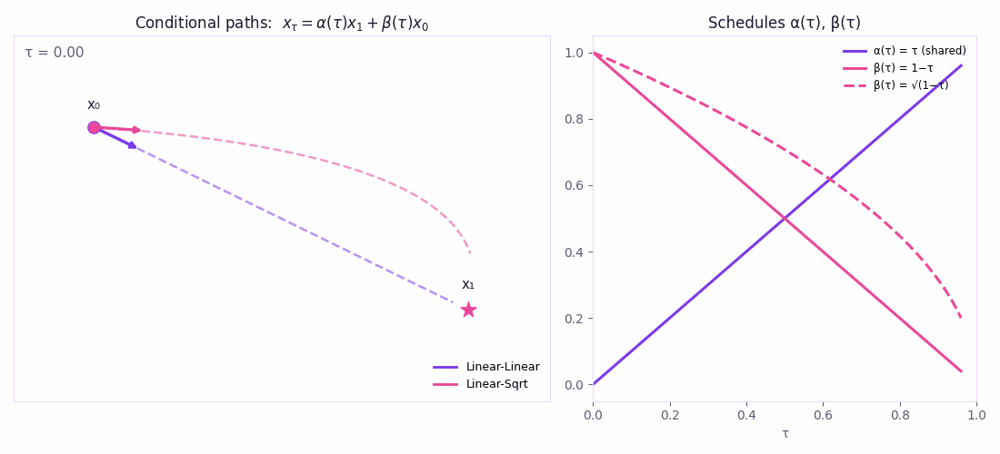 Conditional paths: xτ = α(τ)x₁ + β(τ)x₀
τ = 0.00
x₀
x₁
Linear-Linear
Linear-Sqrt
Schedules α(τ), β(τ)
α(τ) = τ (shared)
β(τ) = 1−τ
β(τ) = √(1−τ)
1.0
0.8
0.6
0.4
0.2
0.0
0.0 0.2 0.4 0.6 0.8 1.0
τ